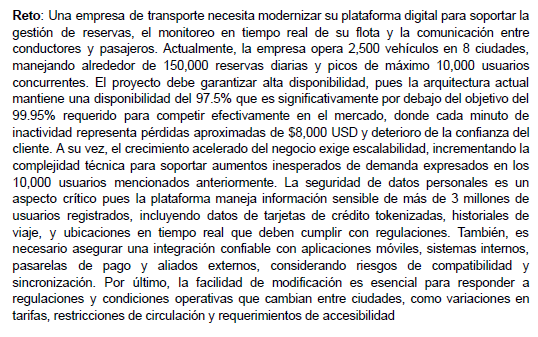 Reto: Una empresa de transporte necesita modernizar su plataforma digital para soportar la
gestión de reservas, el monitoreo en tiempo real de su flota y la comunicación entre
conductores y pasajeros. Actualmente, la empresa opera 2,500 vehículos en 8 ciudades,
manejando alrededor de 150,000 reservas diarias y picos de máximo 10,000 usuarios
concurrentes. El proyecto debe garantizar alta disponibilidad, pues la arquitectura actual
mantiene una disponibilidad del 97.5% que es significativamente por debajo del objetivo del
99.95% requerido para competir efectivamente en el mercado, donde cada minuto de
inactividad representa pérdidas aproximadas de $8,000 USD y deterioro de la confianza del
cliente. A su vez, el crecimiento acelerado del negocio exige escalabilidad, incrementando la
complejidad técnica para soportar aumentos inesperados de demanda expresados en los
10,000 usuarios mencionados anteriormente. La seguridad de datos personales es un
aspecto crítico pues la plataforma maneja información sensible de más de 3 millones de
usuarios registrados, incluyendo datos de tarjetas de crédito tokenizadas, historiales de
viaje, y ubicaciones en tiempo real que deben cumplir con regulaciones. También, es
necesario asegurar una integración confiable con aplicaciones móviles, sistemas internos,
pasarelas de pago y aliados externos, considerando riesgos de compatibilidad y
sincronización. Por último, la facilidad de modificación es esencial para responder a
regulaciones y condiciones operativas que cambian entre ciudades, como variaciones en
tarifas, restricciones de circulación y requerimientos de accesibilidad